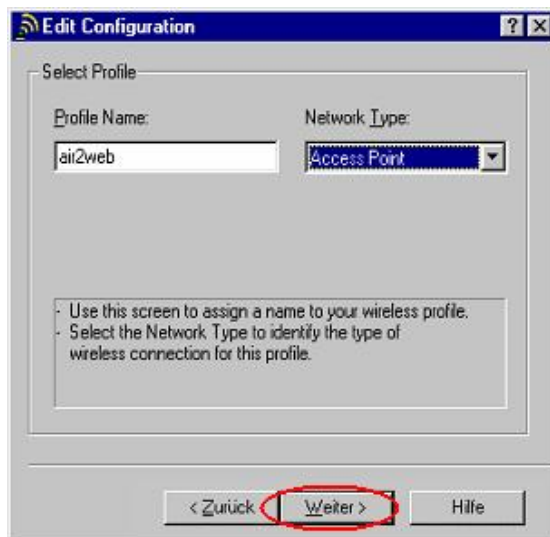 Edit Configuration
Select Profile
Profile Name:
Network Type:
air2web
Access Point
- Use this screen to assign a name to your wireless profile.
- Select the Network Type to identify the type of
wireless connection for this profile.
< Zurück
Weiter >
Hilfe